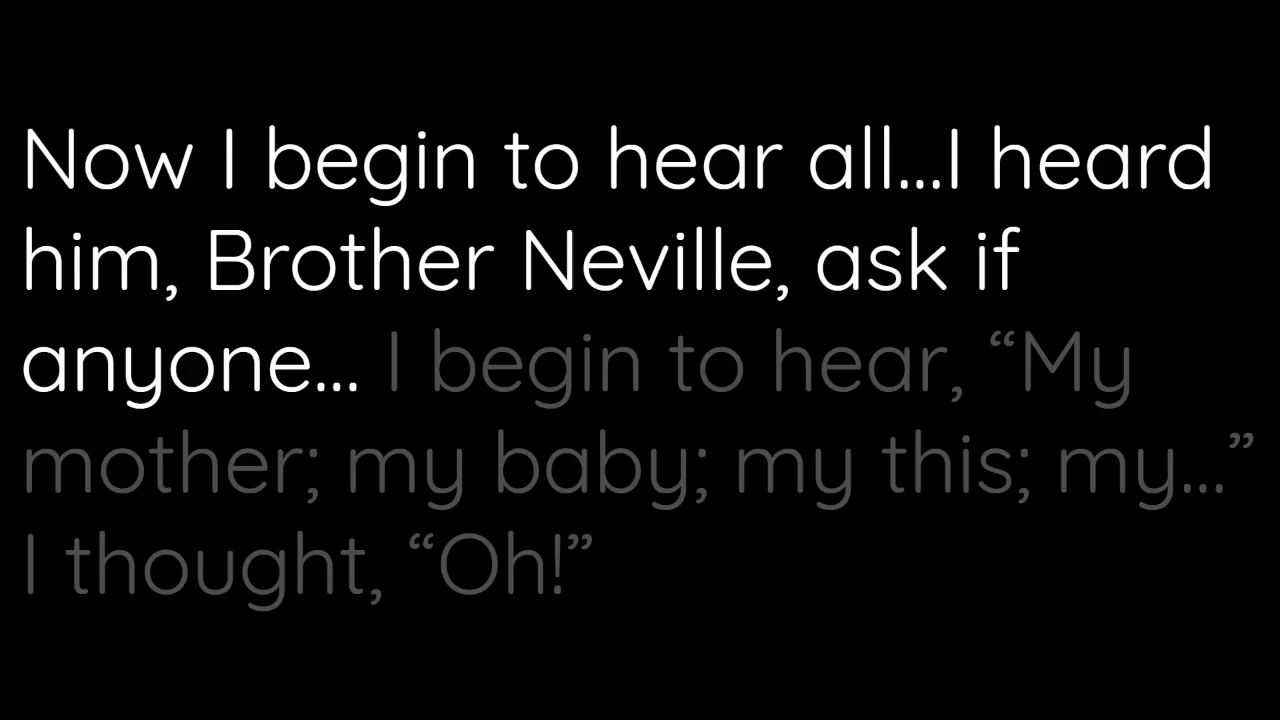 Now I begin to hear all...I heard
him, Brother Neville, ask if
anyone... I begin to hear, “My
mother; my baby; my this; my...”
I thought, “Oh!”